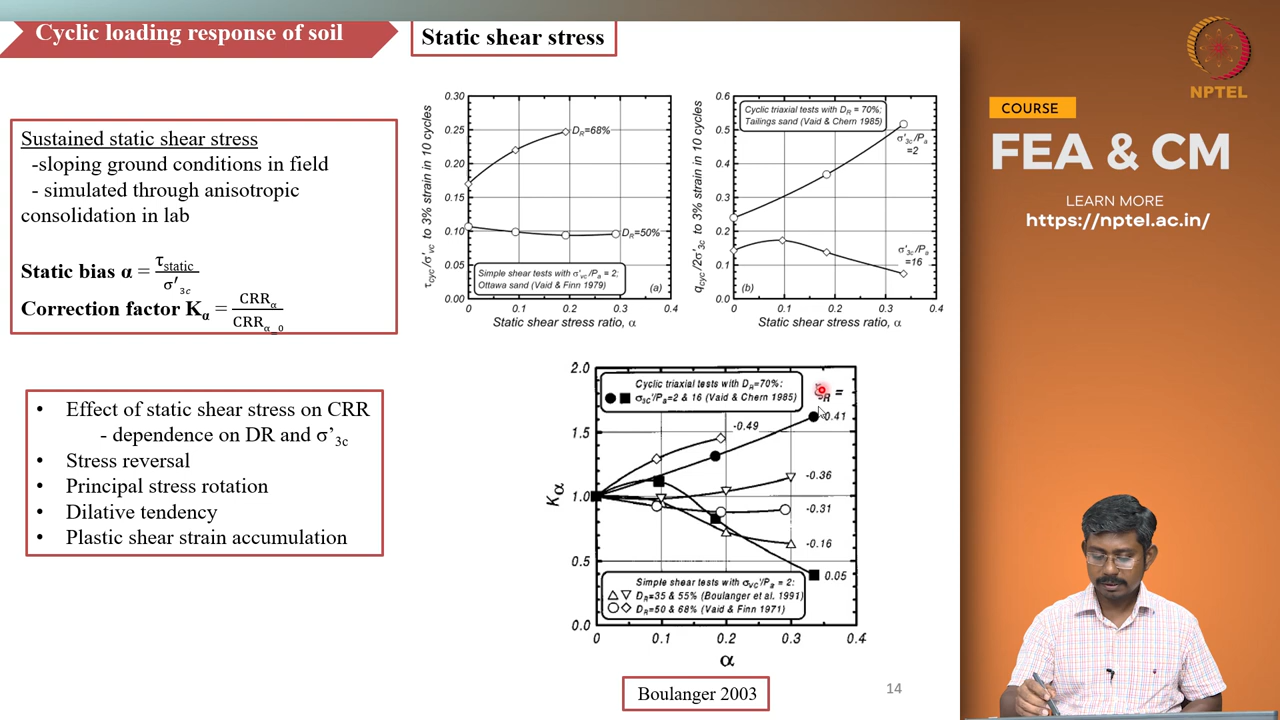 Cyclic loading response of soil
Static shear stress
Sustained static shear stress
-sloping ground conditions in field
- simulated through anisotropic
consolidation in lab
Static bias α = τstatic / σ'3c
Correction factor Kα = CRRα / CRRα_0
• Effect of static shear stress on CRR
- dependence on DR and σ'3c
• Stress reversal
• Principal stress rotation
• Dilative tendency
• Plastic shear strain accumulation
τcyc/σ'vc to 3% strain in 10 cycles
0.30
0.25
0.20
0.15
0.10
0.05
0.00
DR=68%
DR=50%
Simple shear tests with σ'vc/Pa = 2;
Ottawa sand (Vaid & Finn 1979)
(a)
0 0.1 0.2 0.3 0.4
Static shear stress ratio, α
qcyc/2σ'3c to 3% strain in 10 cycles
0.6
0.5
0.4
0.3
0.2
0.1
0.0
Cyclic triaxial tests with DR = 70%;
Tailings sand (Vaid & Chern 1985)
σ'3c/Pa
=2
σ'3c/Pa
=16
(b)
0 0.1 0.2 0.3 0.4
Static shear stress ratio, α
Kα
2.0
1.5
1.0
0.5
0.0
Cyclic triaxial tests with DR=70%:
σ3C'/Pa=2 & 16 (Vaid & Chern 1985)
R =
0.41
-0.49
-0.36
-0.31
-0.16
0.05
Simple shear tests with σVC'/Pa = 2:
DR=35 & 55% (Boulanger et al. 1991)
DR=50 & 68% (Vaid & Finn 1971)
0 0.1 0.2 0.3 0.4
α
Boulanger 2003
14
NPTEL
COURSE
FEA & CM
LEARN MORE
https://nptel.ac.in/